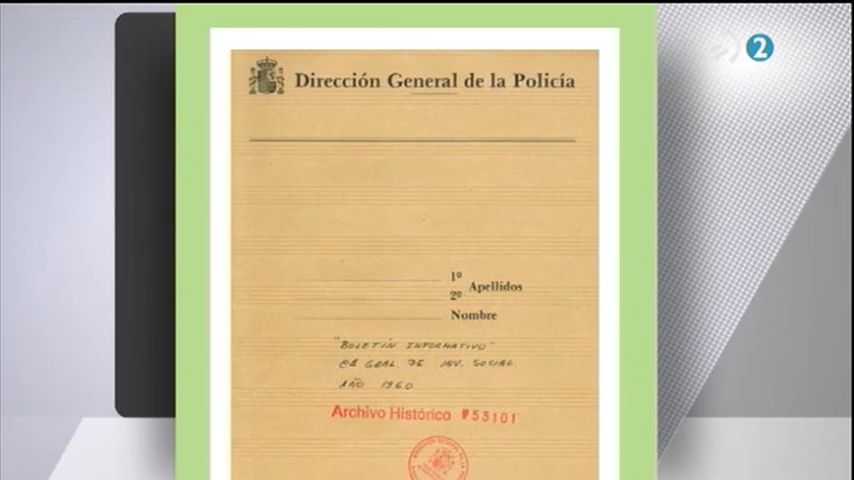 2
Dirección General de la Policía
1º
Apellidos
2º
Nombre
"BOLETÍN INFORMATIVO"
Cª GRAL. DE INV. SOCIAL.
AÑO 1960
Archivo Histórico Nº 53101